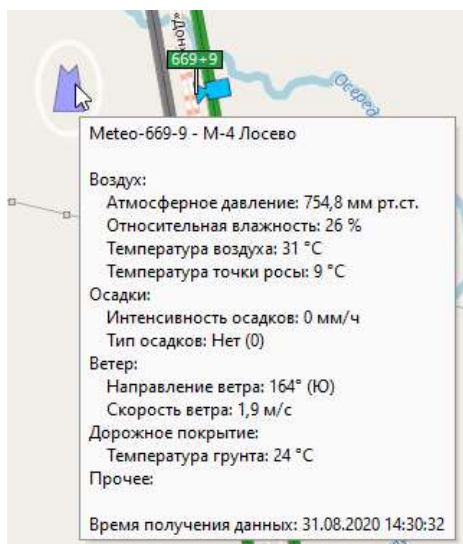 «Дон»
669+9
Осередь
Meteo-669-9 - М-4 Лосево
Воздух:
Атмосферное давление: 754,8 мм рт.ст.
Относительная влажность: 26 %
Температура воздуха: 31 °C
Температура точки росы: 9 °C
Осадки:
Интенсивность осадков: 0 мм/ч
Тип осадков: Нет (0)
Ветер:
Направление ветра: 164° (Ю)
Скорость ветра: 1,9 м/с
Дорожное покрытие:
Температура грунта: 24 °C
Прочее:
Время получения данных: 31.08.2020 14:30:32